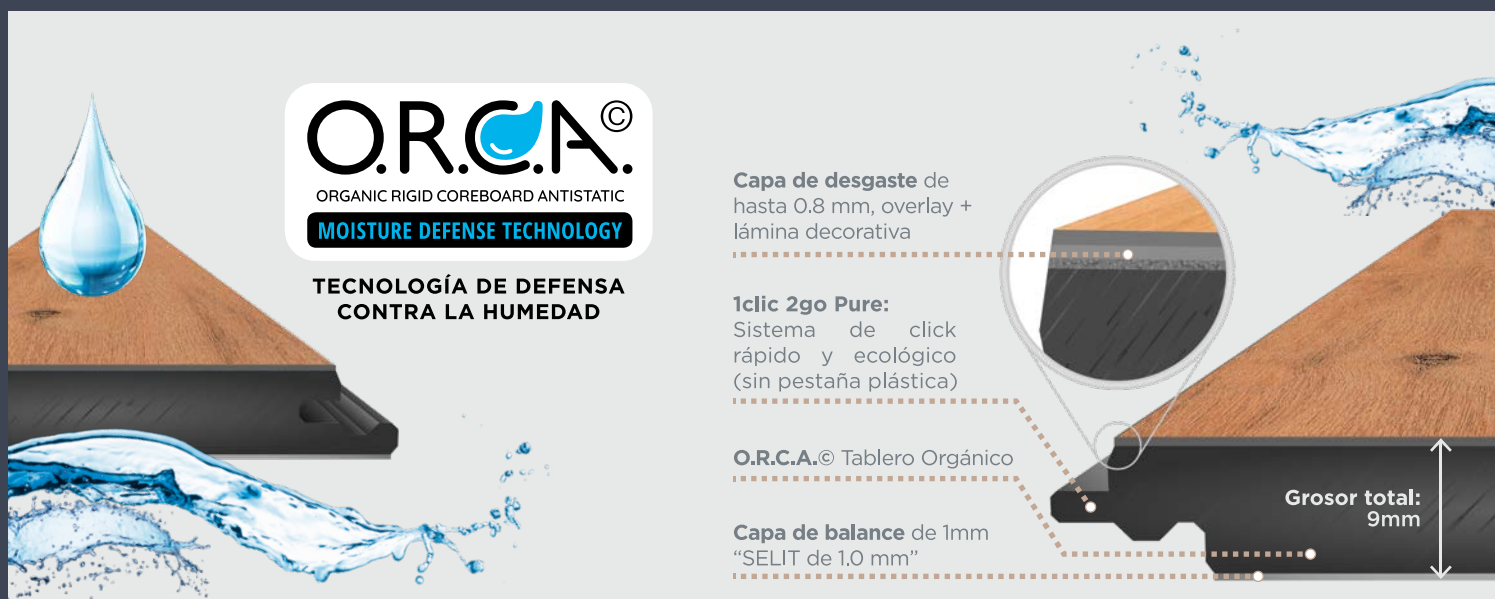 O.R.C.A.©
ORGANIC RIGID COREBOARD ANTISTATIC
MOISTURE DEFENSE TECHNOLOGY
TECNOLOGÍA DE DEFENSA
CONTRA LA HUMEDAD
Capa de desgaste de
hasta 0.8 mm, overlay +
lámina decorativa
1clic 2go Pure:
Sistema de click
rápido y ecológico
(sin pestaña plástica)
O.R.C.A.© Tablero Orgánico
Capa de balance de 1mm
“SELIT de 1.0 mm”
Grosor total:
9mm